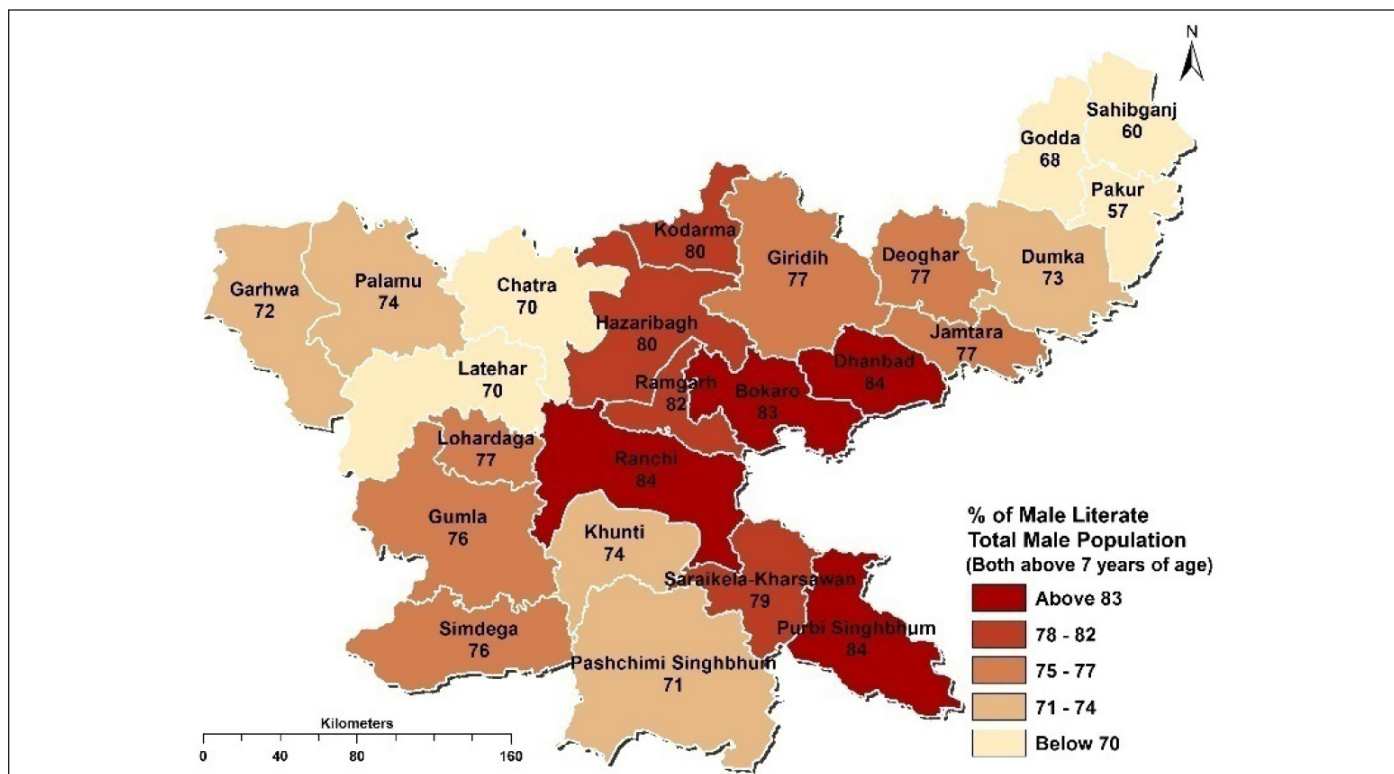 N
Sahibganj
60
Godda
68
Pakur
57
Kodarma
80
Giridih
77
Deoghar
77
Dumka
73
Garhwa
72
Palamu
74
Chatra
70
Hazaribagh
80
Jamtara
77
Dhanbad
84
Latehar
70
Ramgarh
82
Bokaro
83
Lohardaga
77
Ranchi
84
Gumla
76
Khunti
74
Saraikela-Kharsawan
79
Simdega
76
Purbi Singhbhum
84
Pashchimi Singhbhum
71
% of Male Literate
Total Male Population
(Both above 7 years of age)
Above 83
78 - 82
75 - 77
71 - 74
Below 70
Kilometers
0 40 80 160